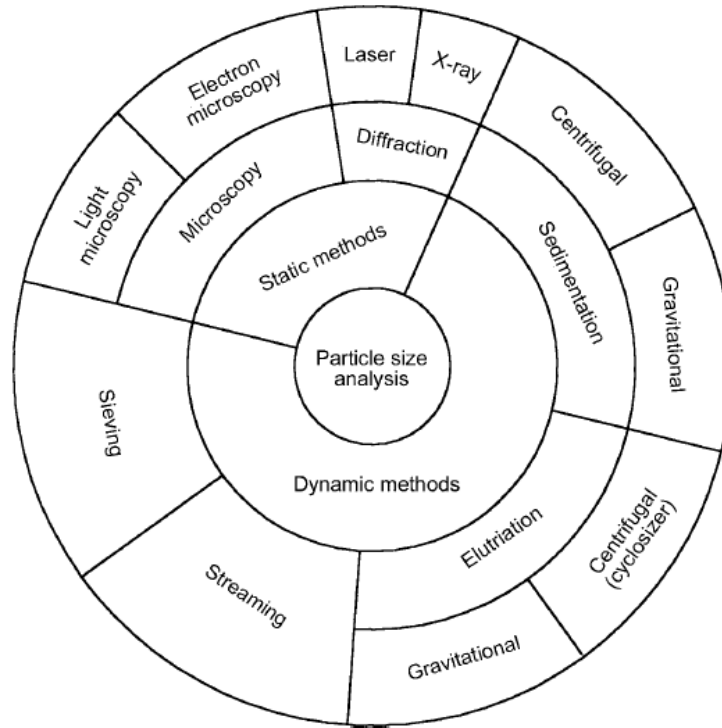 Laser
X-ray
Electron
microscopy
Centrifugal
Diffraction
Light
microscopy
Microscopy
Sedimentation
Static methods
Gravitational
Particle size
analysis
Sieving
Dynamic methods
Elutriation
Centrifugal
(cyclosizer)
Streaming
Gravitational